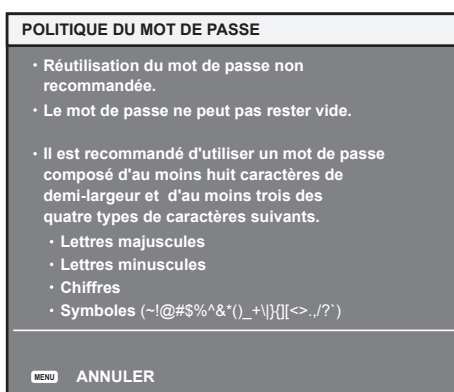 POLITIQUE DU MOT DE PASSE
・Réutilisation du mot de passe non
recommandée.
・Le mot de passe ne peut pas rester vide.
・Il est recommandé d'utiliser un mot de passe
composé d'au moins huit caractères de
demi-largeur et  d'au moins trois des
quatre types de caractères suivants.
・Lettres majuscules
・Lettres minuscules
・Chiffres
・Symboles (~!@#$%^&*()_+\|}{][<>.,/?`)
MENU ANNULER